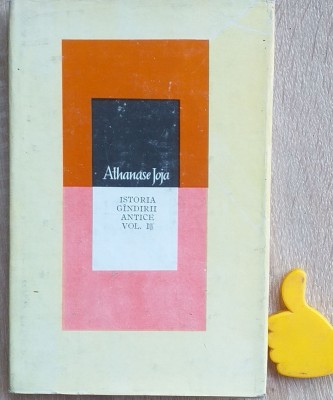 Athanase Joja
ISTORIA
GÎNDIRII
ANTICE
VOL. II